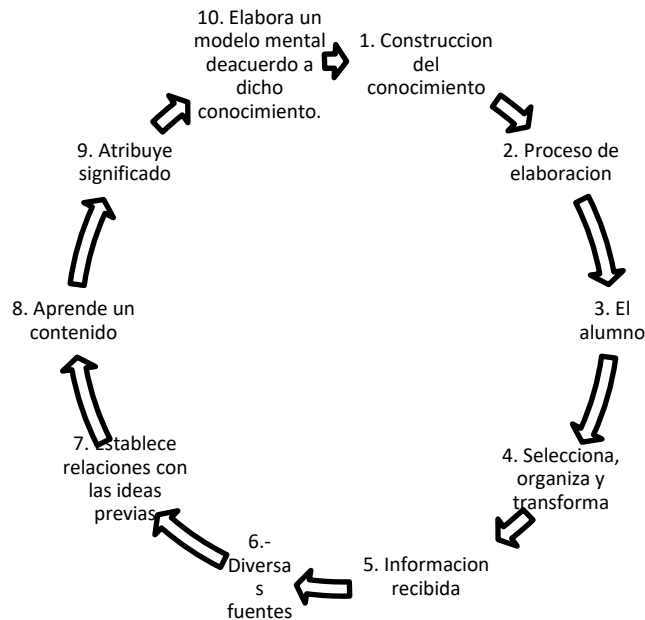 10. Elabora un
modelo mental
deacuerdo a
dicho
conocimiento.
1. Construccion
del
conocimiento
2. Proceso de
elaboracion
3. El
alumno
4. Selecciona,
organiza y
transforma
5. Informacion
recibida
6.-
Diversa
s
fuentes
7. Establece
relaciones con
las ideas
previas
8. Aprende un
contenido
9. Atribuye
significado